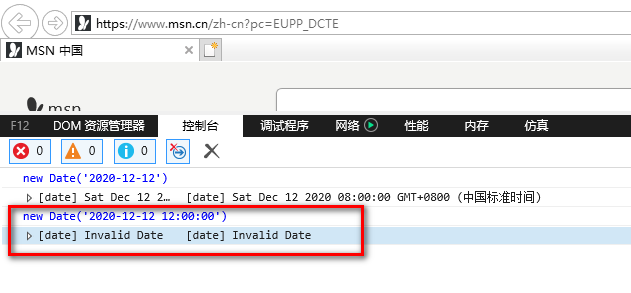 https://www.msn.cn/zh-cn?pc=EUPP_DCTE
MSN 中国
msn
F12 DOM 资源管理器 控制台 调试程序 网络 性能 内存 仿真
0 0 0
new Date('2020-12-12')
[date] Sat Dec 12 2... [date] Sat Dec 12 2020 08:00:00 GMT+0800 (中国标准时间)
new Date('2020-12-12 12:00:00')
[date] Invalid Date [date] Invalid Date